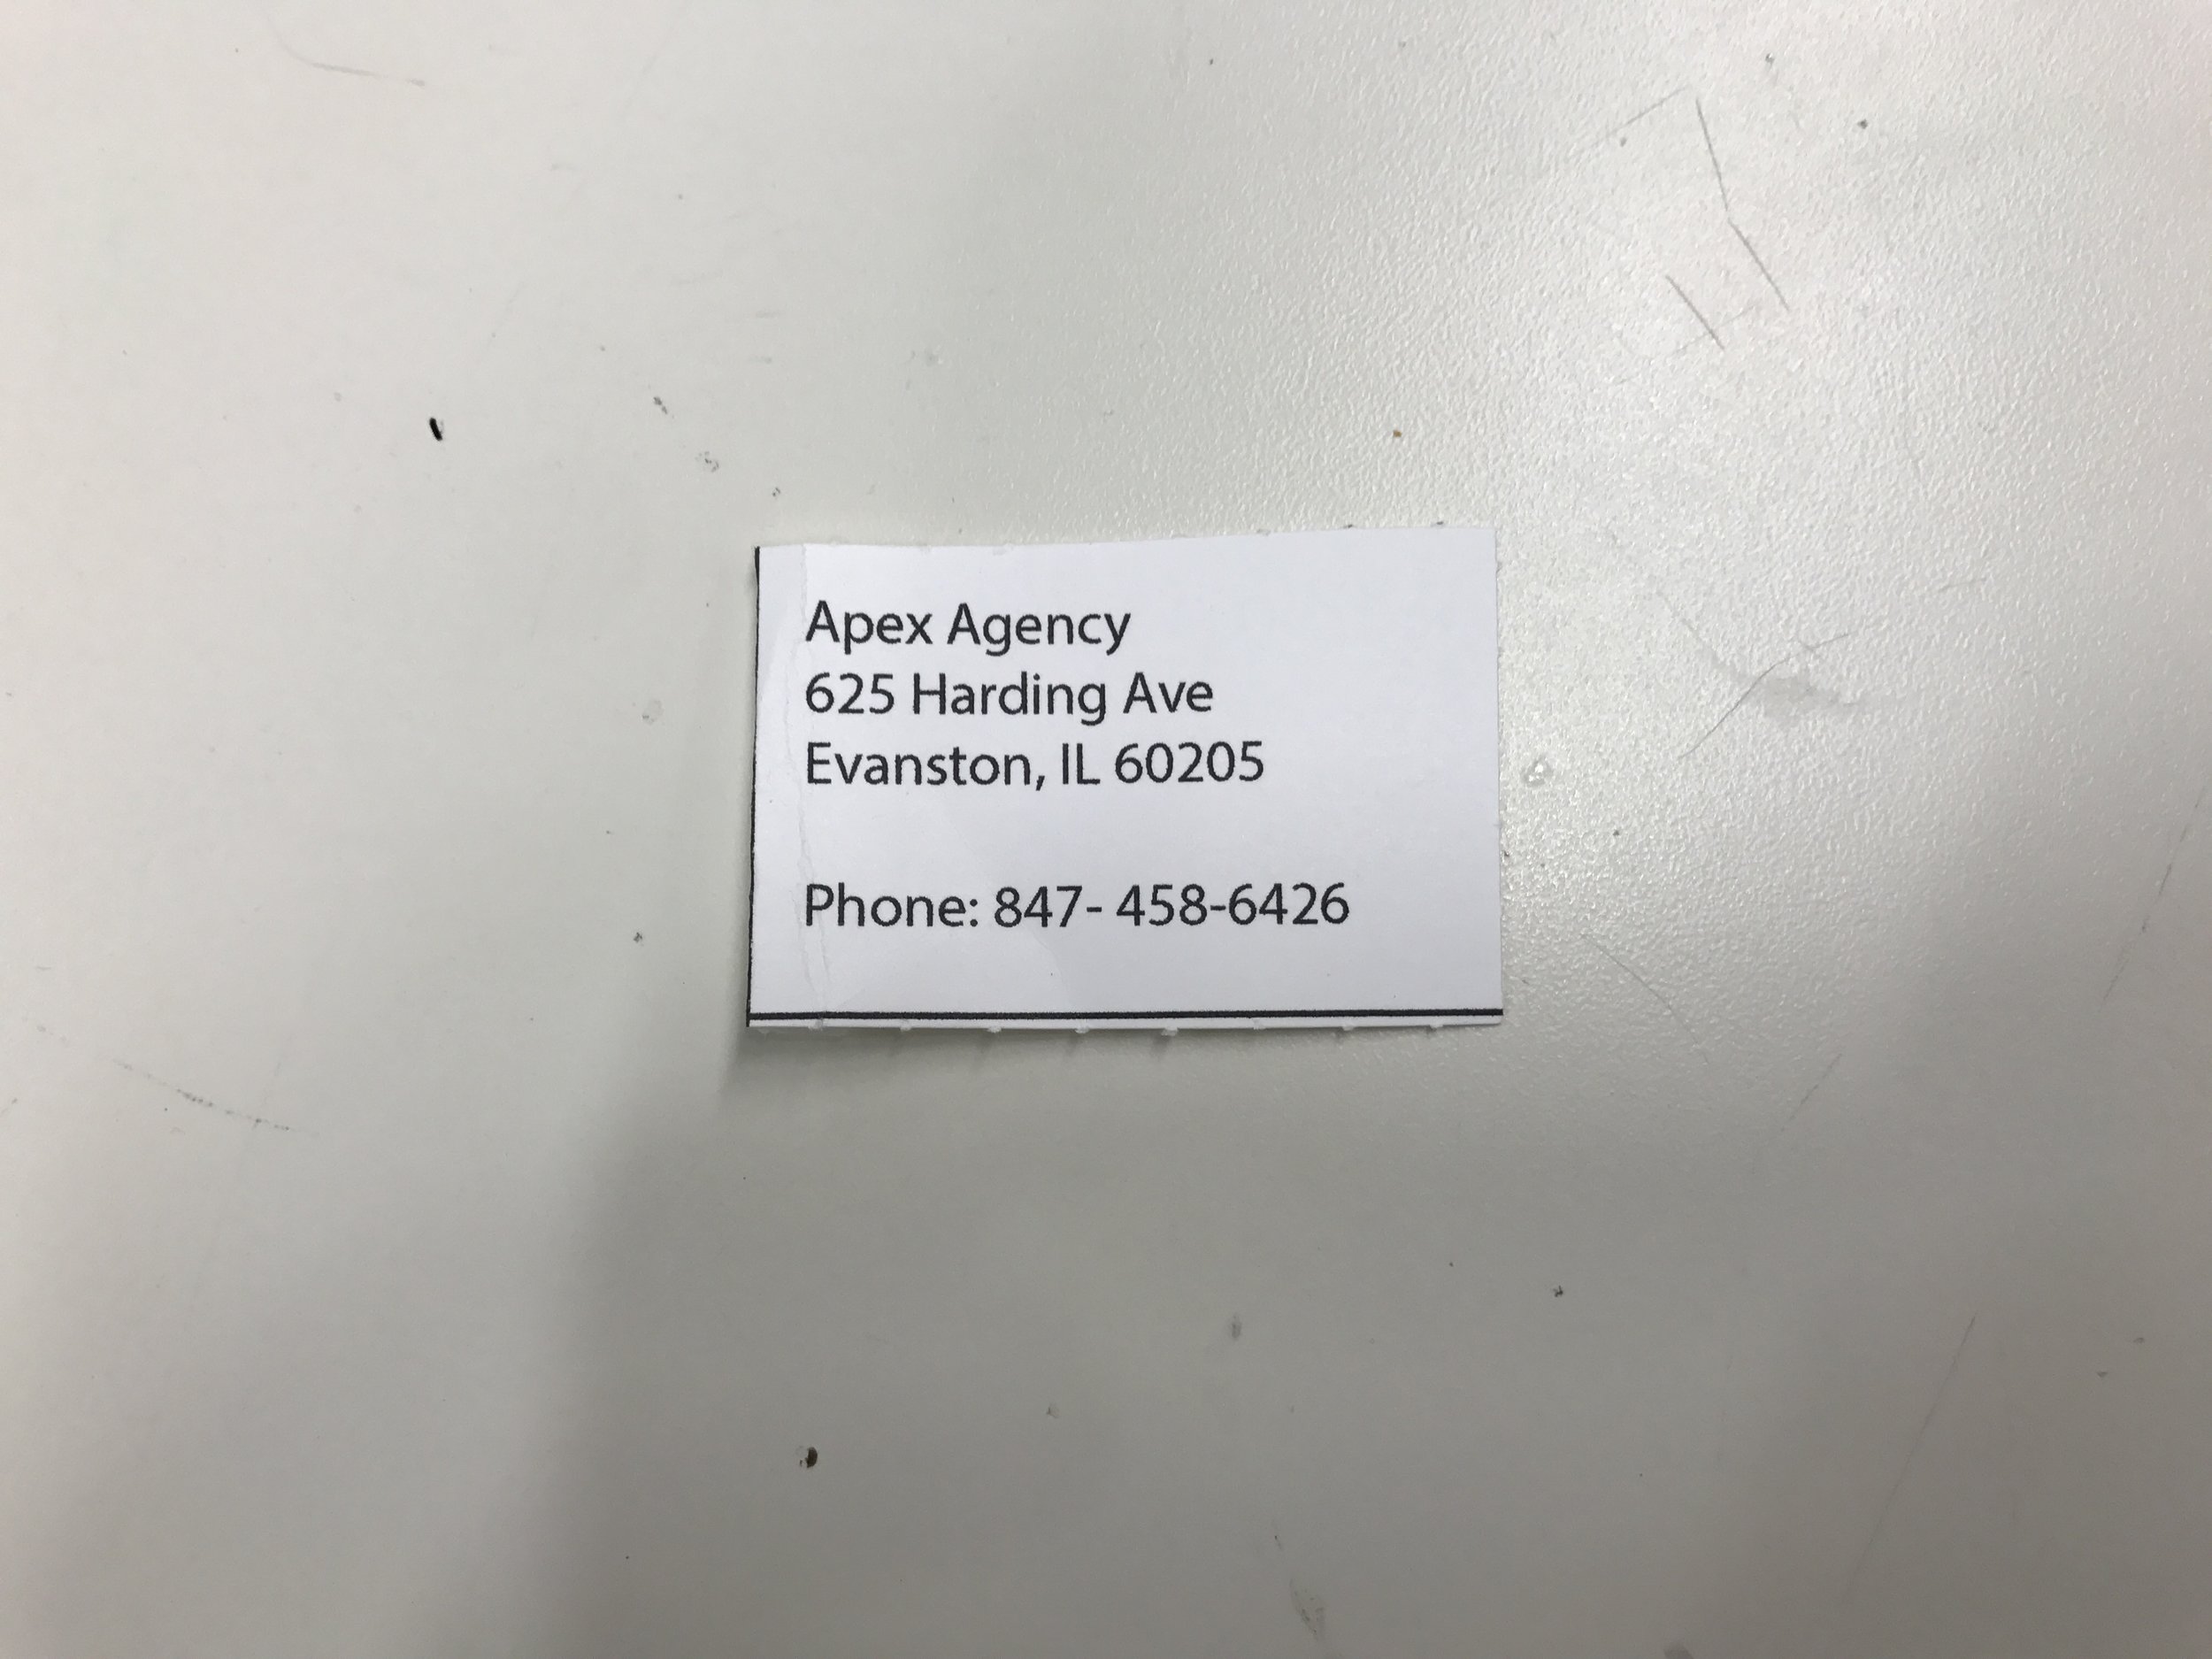 Apex Agency
625 Harding Ave
Evanston, IL 60205
Phone: 847- 458-6426